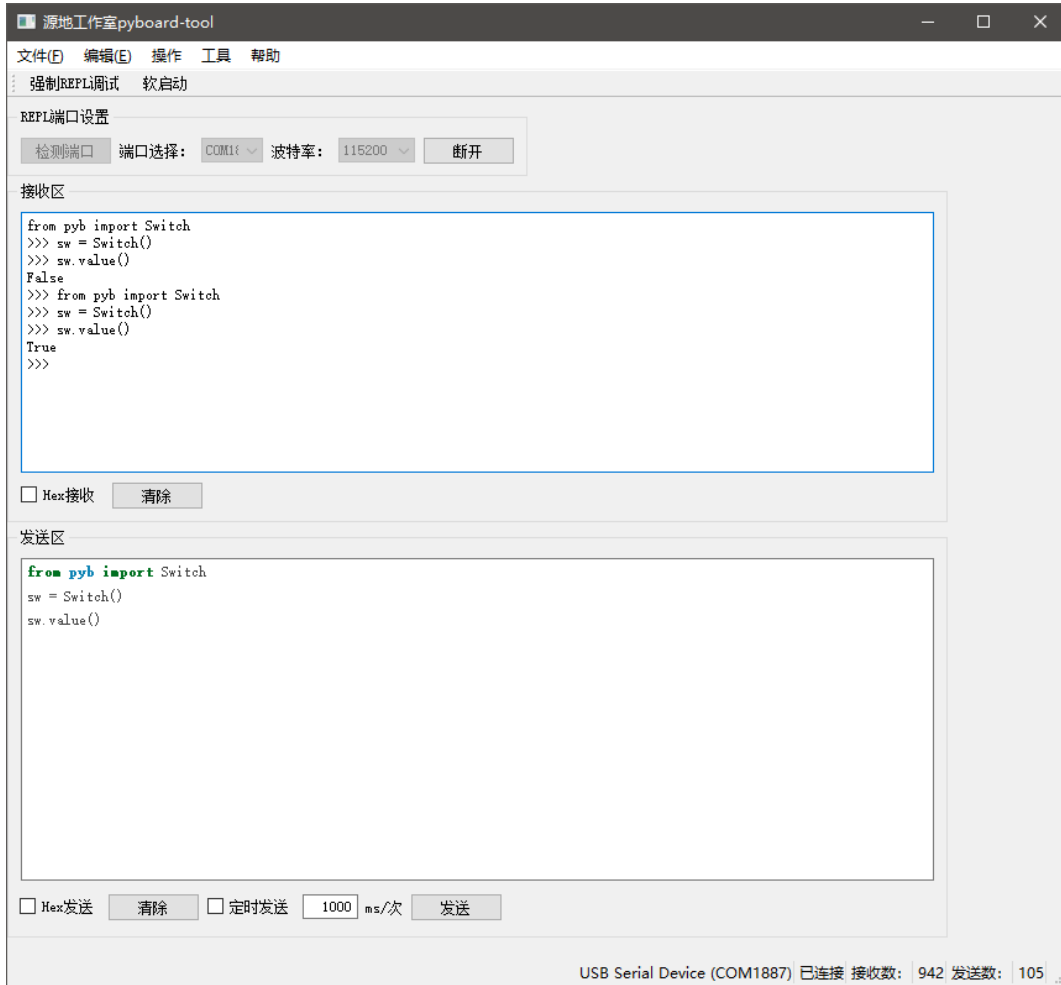 源地工作室pyboard-tool
文件(F) 编辑(E) 操作 工具 帮助
强制REPL调试 软启动
REPL端口设置
检测端口 端口选择: COM18 波特率: 115200 断开
接收区
from pyb import Switch
>>> sw = Switch()
>>> sw.value()
False
>>> from pyb import Switch
>>> sw = Switch()
>>> sw.value()
True
>>>
Hex接收 清除
发送区
from pyb import Switch
sw = Switch()
sw.value()
Hex发送 清除 定时发送 1000 ms/次 发送
USB Serial Device (COM1887) 已连接 接收数: 942 发送数: 105